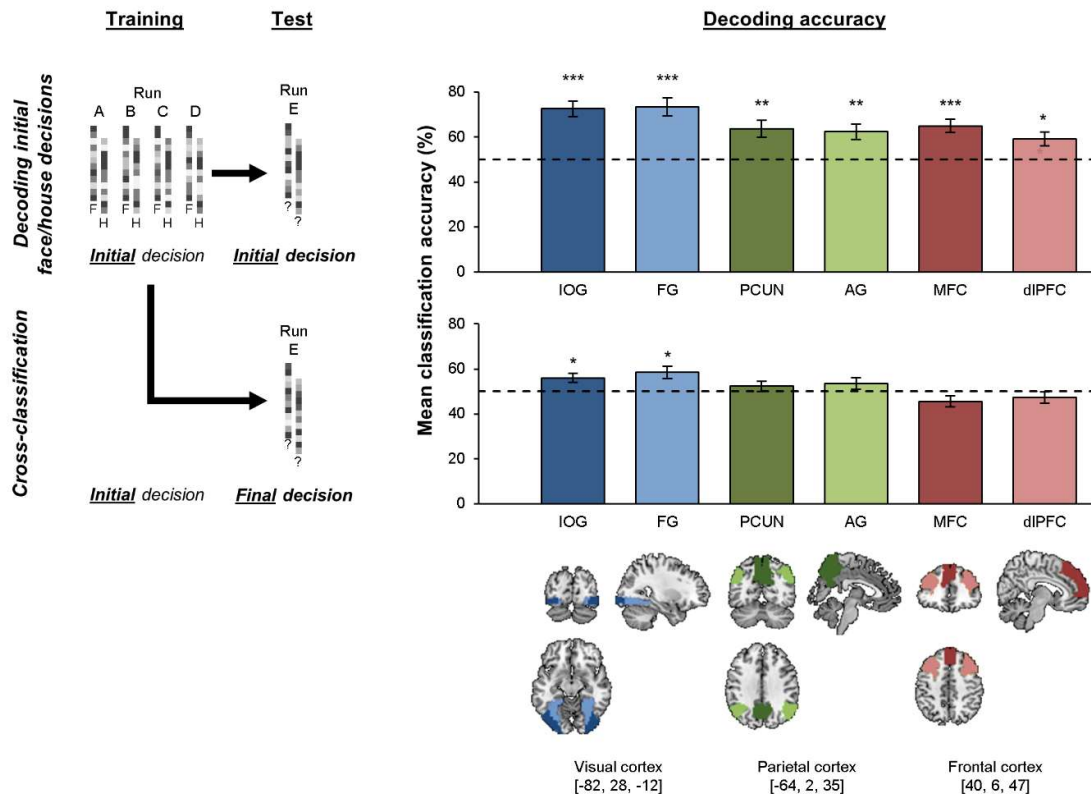 Training
Test
Decoding accuracy
Decoding initial
face/house decisions
Run
A B C D
F F F F
H H H H
Run
E
?
?
Initial decision
Initial decision
Cross-classification
Run
E
?
?
Initial decision
Final decision
Mean classification accuracy (%)
80
60
40
20
0
*** *** ** ** *** *
IOG FG PCUN AG MFC dlPFC
80
60
40
20
0
* *
IOG FG PCUN AG MFC dlPFC
Visual cortex
[-82, 28, -12]
Parietal cortex
[-64, 2, 35]
Frontal cortex
[40, 6, 47]